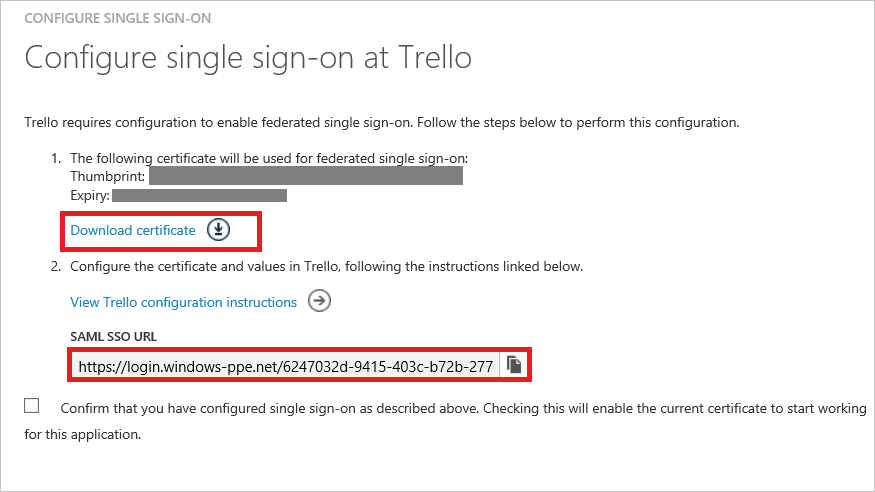 CONFIGURE SINGLE SIGN-ON
Configure single sign-on at Trello
Trello requires configuration to enable federated single sign-on. Follow the steps below to perform this configuration.
1. The following certificate will be used for federated single sign-on:
Thumbprint:
Expiry:
Download certificate
2. Configure the certificate and values in Trello, following the instructions linked below.
View Trello configuration instructions
SAML SSO URL
https://login.windows-ppe.net/6247032d-9415-403c-b72b-277
Confirm that you have configured single sign-on as described above. Checking this will enable the current certificate to start working
for this application.